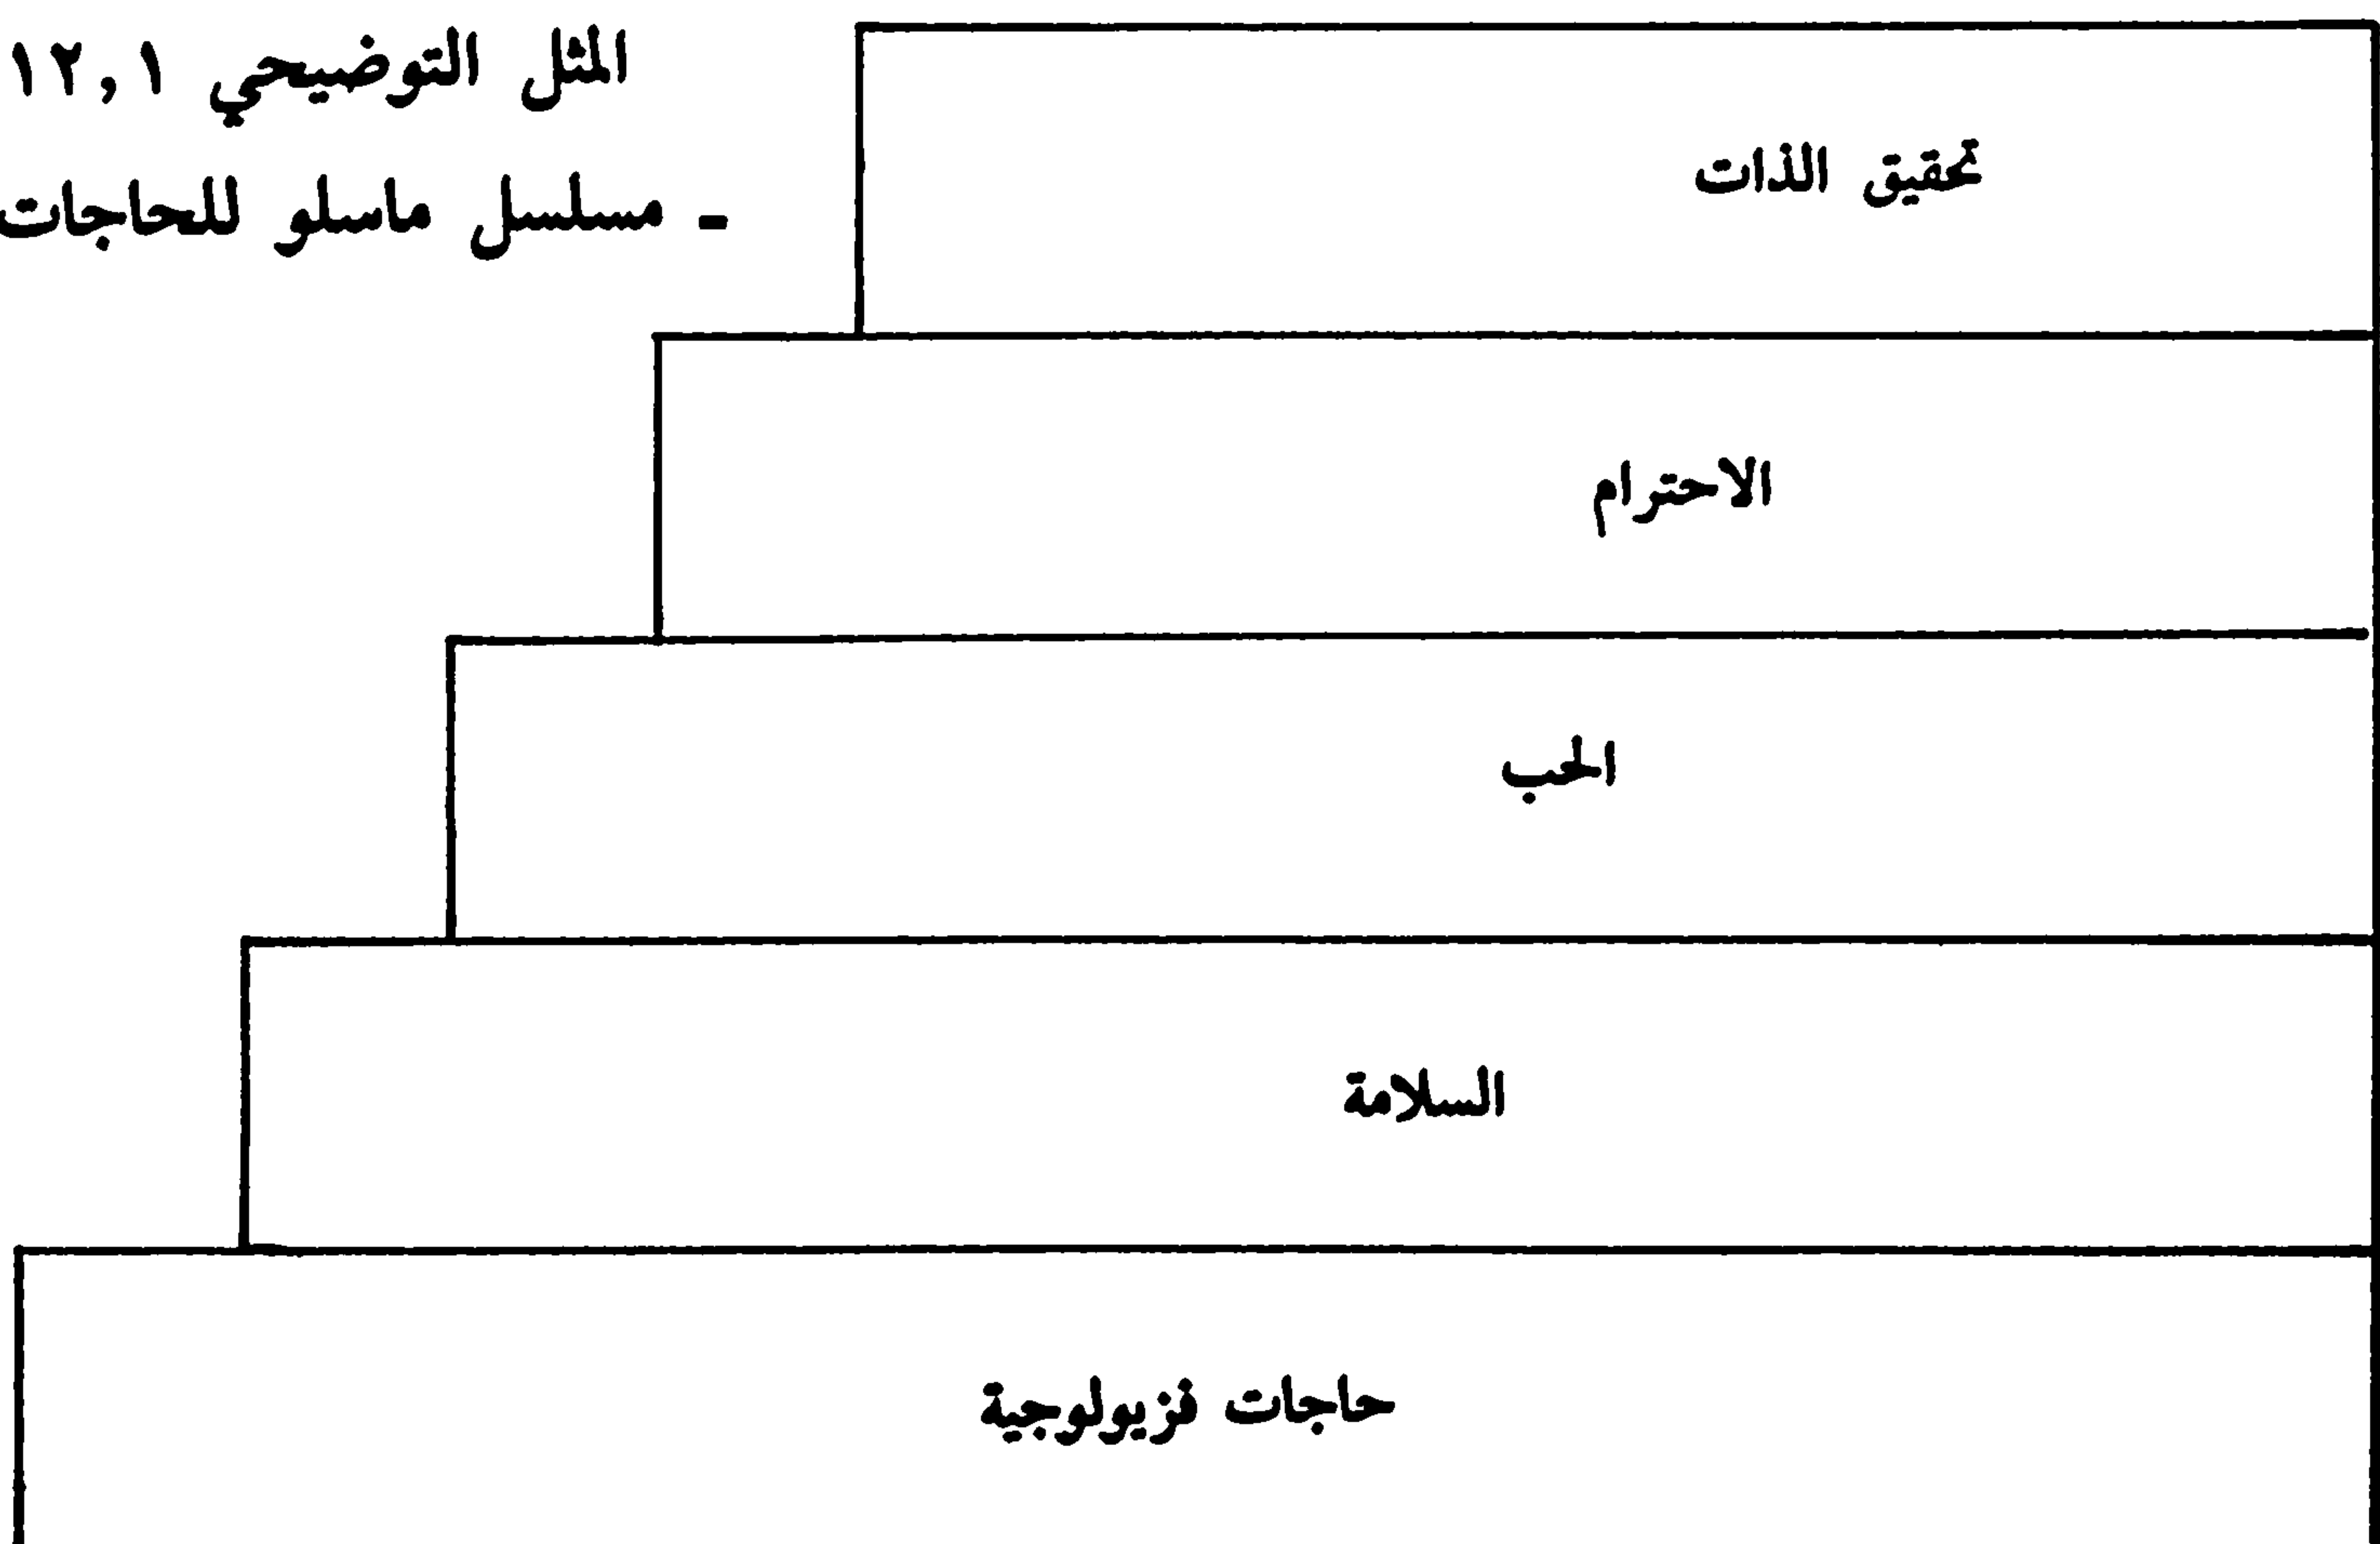 المثل التوضيحي ١٢,١
- مسلسل ماسلو للحاجات
تحقيق الذات
الاحترام
الحب
السلامة
حاجات فزيولوجية